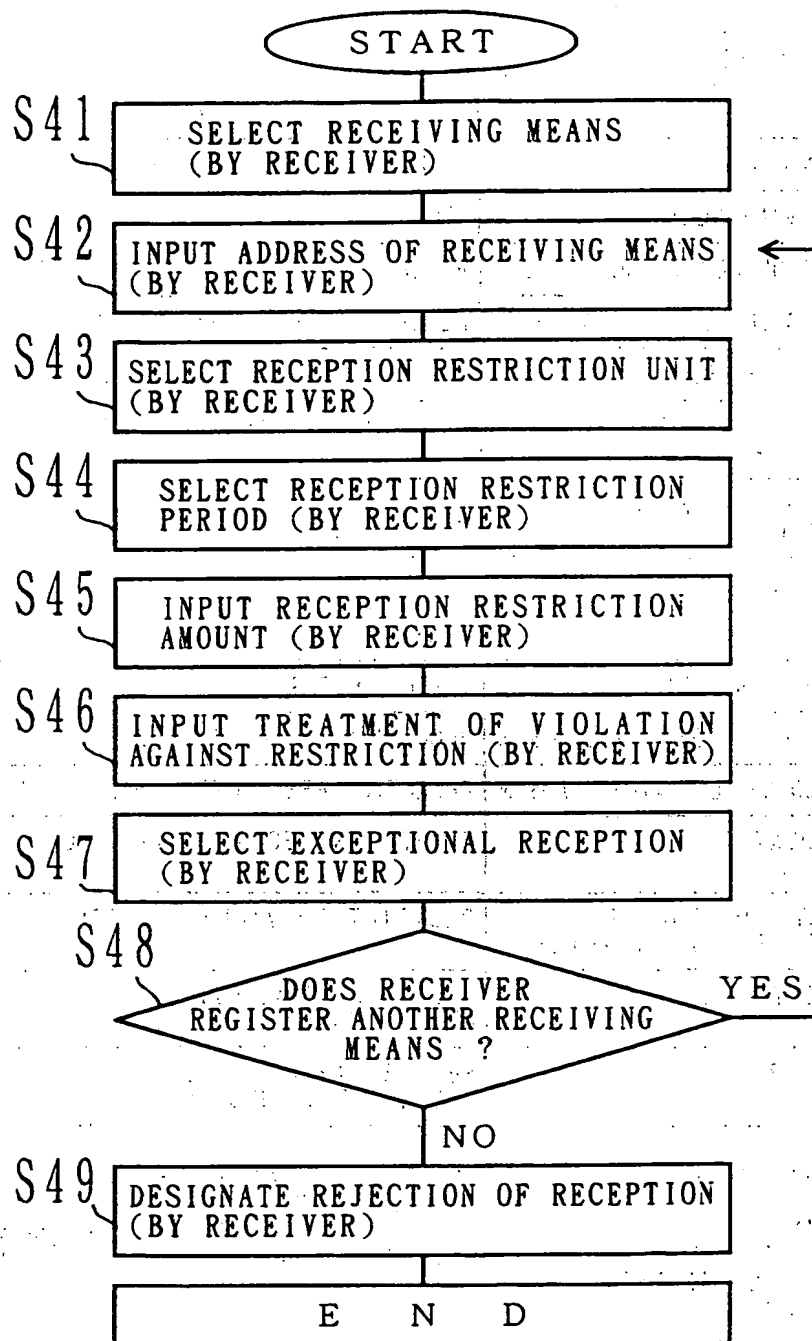 START
S41
SELECT RECEIVING MEANS
(BY RECEIVER)
S42
INPUT ADDRESS OF RECEIVING MEANS
(BY RECEIVER)
S43
SELECT RECEPTION RESTRICTION UNIT
(BY RECEIVER)
S44
SELECT RECEPTION RESTRICTION
PERIOD (BY RECEIVER)
S45
INPUT RECEPTION RESTRICTION
AMOUNT (BY RECEIVER)
S46
INPUT TREATMENT OF VIOLATION
AGAINST RESTRICTION (BY RECEIVER)
S47
SELECT EXCEPTIONAL RECEPTION
(BY RECEIVER)
S48
DOES RECEIVER
REGISTER ANOTHER RECEIVING
MEANS ?
YES
NO
S49
DESIGNATE REJECTION OF RECEPTION
(BY RECEIVER)
END